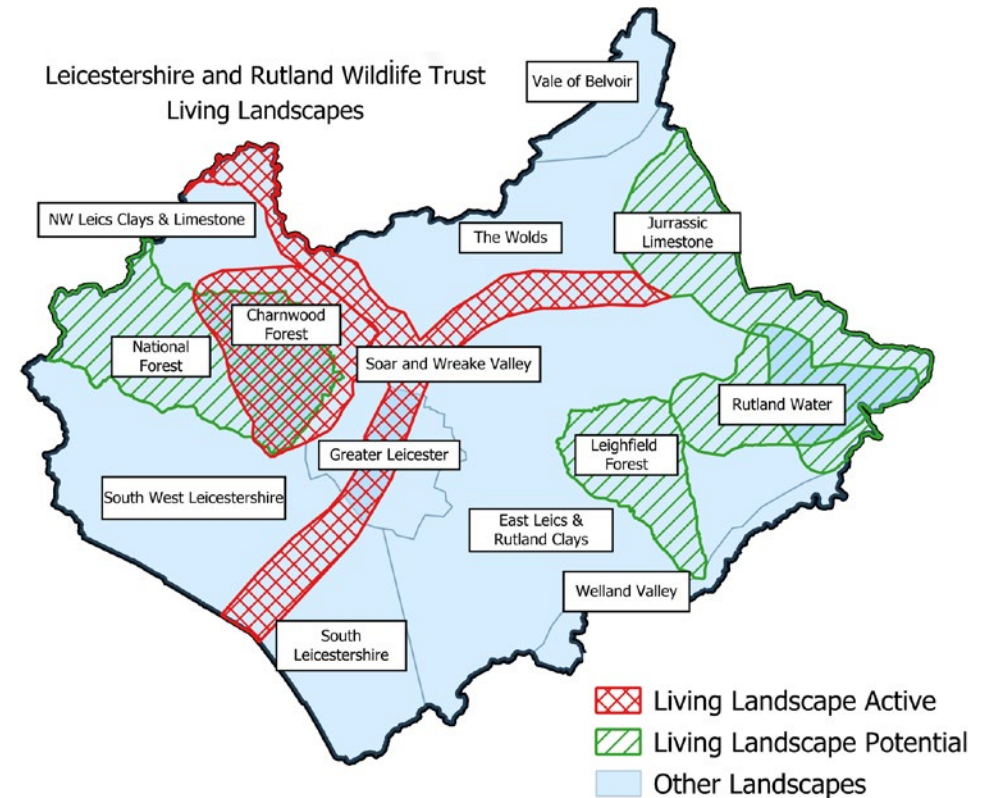 Leicestershire and Rutland Wildlife Trust
Living Landscapes
Vale of Belvoir
NW Leics Clays & Limestone
The Wolds
Jurrassic
Limestone
Charnwood
Forest
National
Forest
Soar and Wreake Valley
Rutland Water
Greater Leicester
Leighfield
Forest
South West Leicestershire
East Leics &
Rutland Clays
Welland Valley
South
Leicestershire
Living Landscape Active
Living Landscape Potential
Other Landscapes